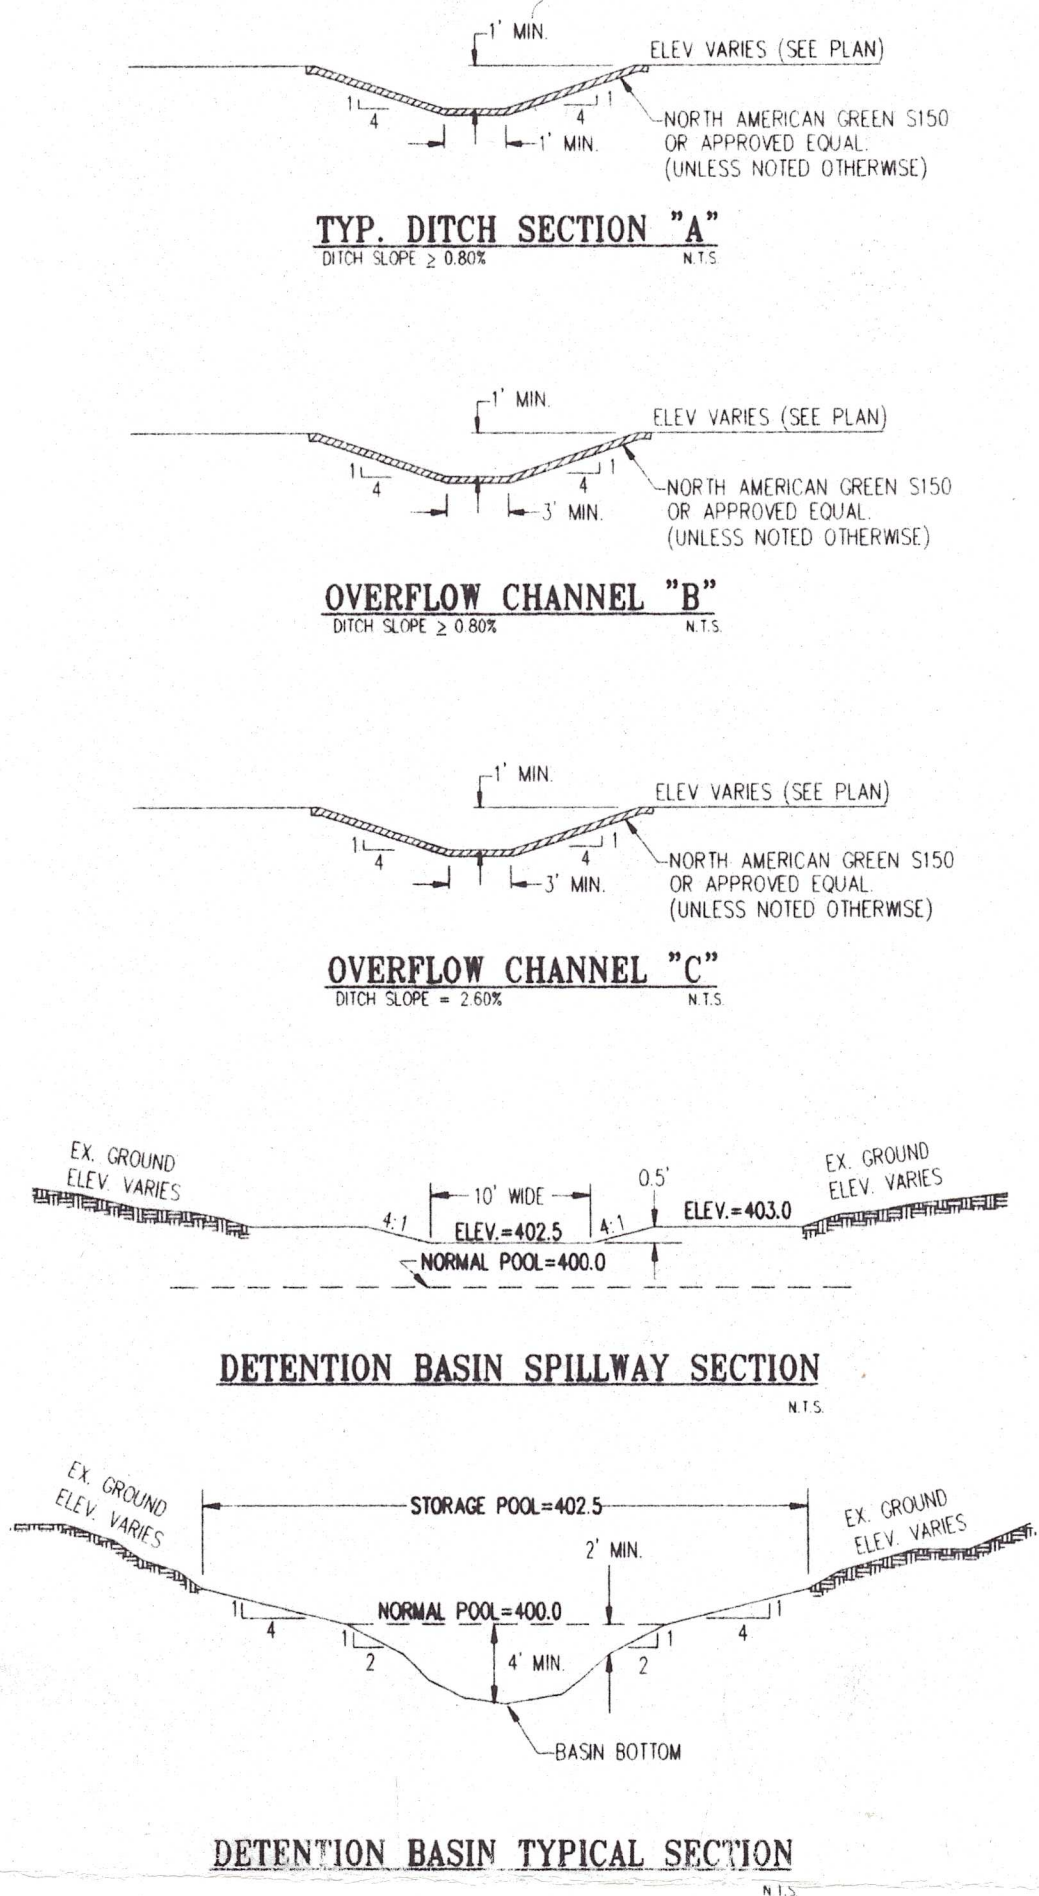 1' MIN.
ELEV VARIES (SEE PLAN)
1
4
4
1
NORTH AMERICAN GREEN S150
OR APPROVED EQUAL.
(UNLESS NOTED OTHERWISE)
1' MIN.
TYP. DITCH SECTION "A"
DITCH SLOPE ≥ 0.80%
N.T.S.
1' MIN.
ELEV VARIES (SEE PLAN)
1
4
4
1
NORTH AMERICAN GREEN S150
OR APPROVED EQUAL.
(UNLESS NOTED OTHERWISE)
3' MIN.
OVERFLOW CHANNEL "B"
DITCH SLOPE ≥ 0.80%
N.T.S.
1' MIN.
ELEV VARIES (SEE PLAN)
1
4
4
1
NORTH AMERICAN GREEN S150
OR APPROVED EQUAL.
(UNLESS NOTED OTHERWISE)
3' MIN.
OVERFLOW CHANNEL "C"
DITCH SLOPE = 2.60%
N.T.S.
EX. GROUND
ELEV. VARIES
10' WIDE
0.5'
EX. GROUND
ELEV. VARIES
4:1
ELEV.=402.5
4:1
ELEV.=403.0
NORMAL POOL=400.0
DETENTION BASIN SPILLWAY SECTION
N.T.S.
EX. GROUND
ELEV. VARIES
STORAGE POOL=402.5
EX. GROUND
ELEV. VARIES
2' MIN.
1
4
NORMAL POOL=400.0
1
4
1
2
4' MIN.
1
2
BASIN BOTTOM
DETENTION BASIN TYPICAL SECTION
N.T.S.